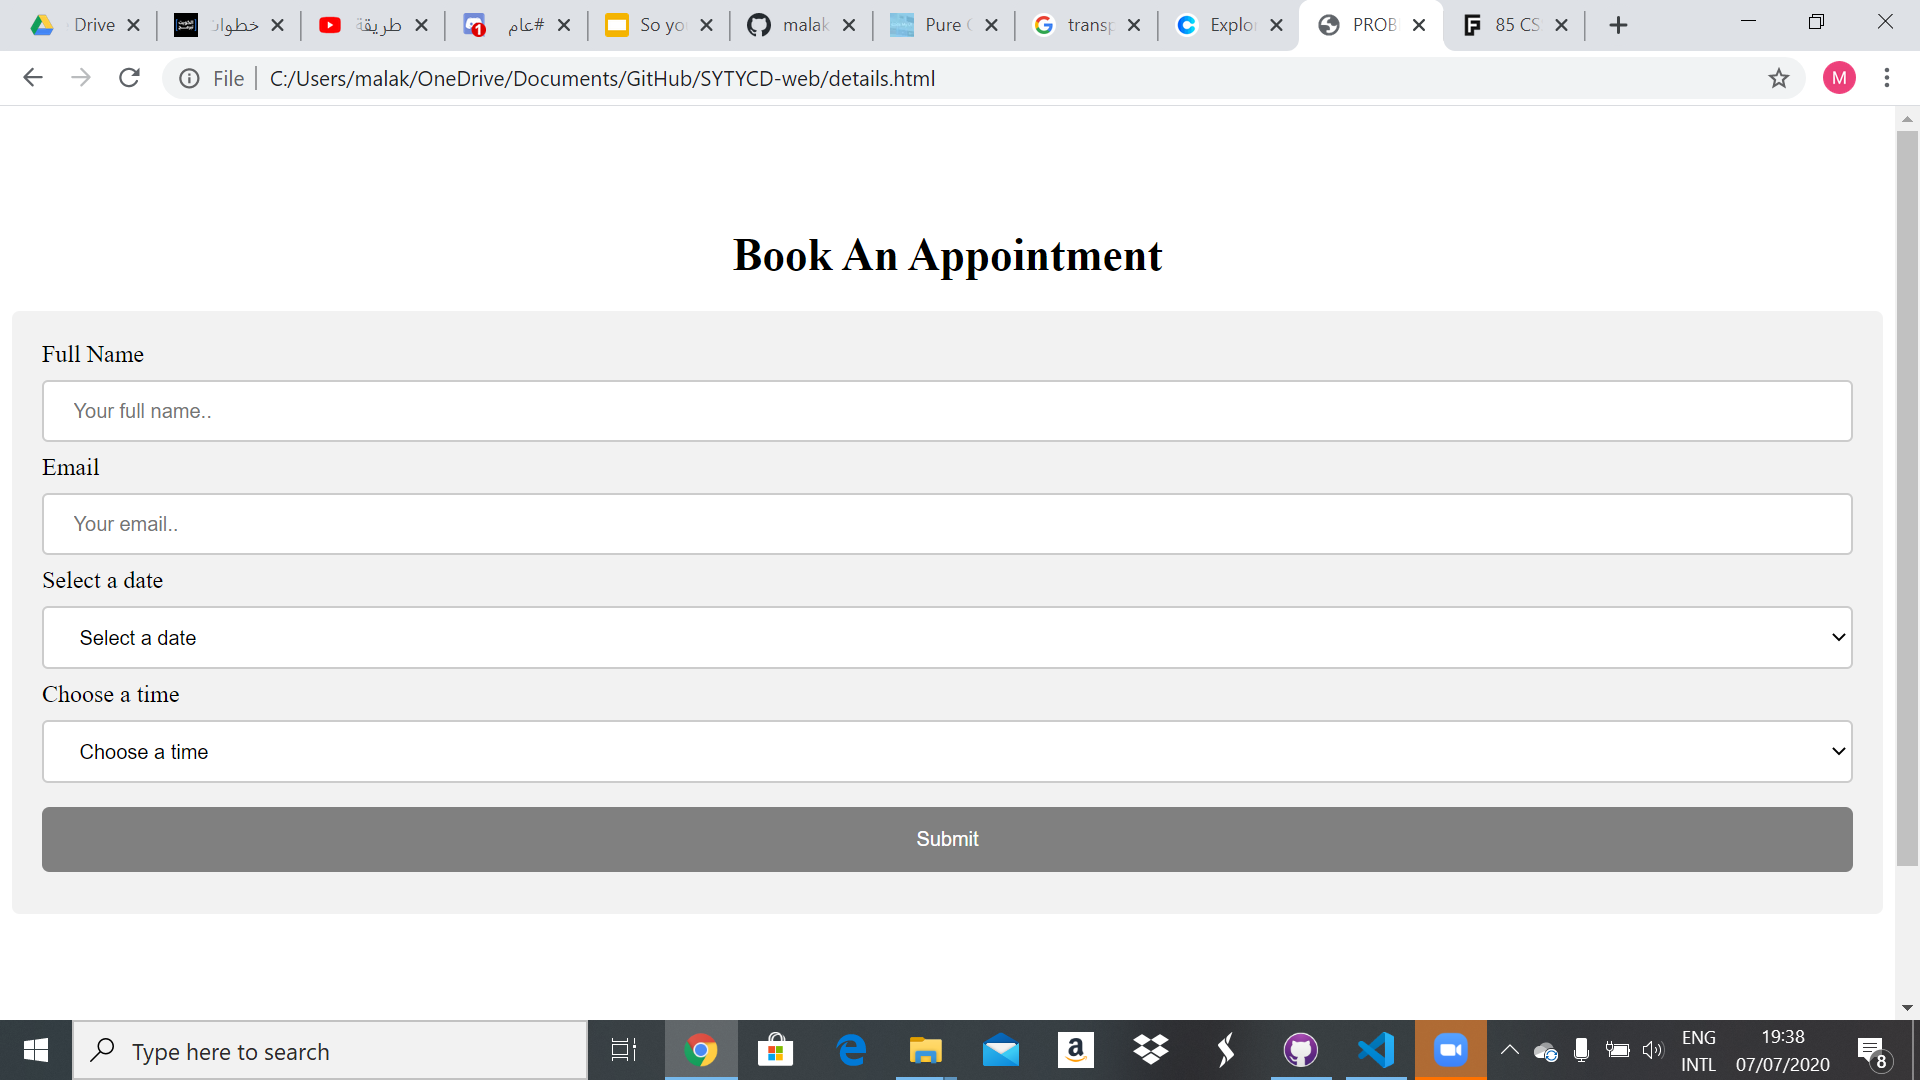 Drive
خطوات
طريقة
#عام
So yo
malak
Pure C
transp
Explor
PROB
85 CS
File
C:/Users/malak/OneDrive/Documents/GitHub/SYTYCD-web/details.html
M
Book An Appointment
Full Name
Your full name..
Email
Your email..
Select a date
Select a date
Choose a time
Choose a time
Submit
Type here to search
ENG
INTL
19:38
07/07/2020
8